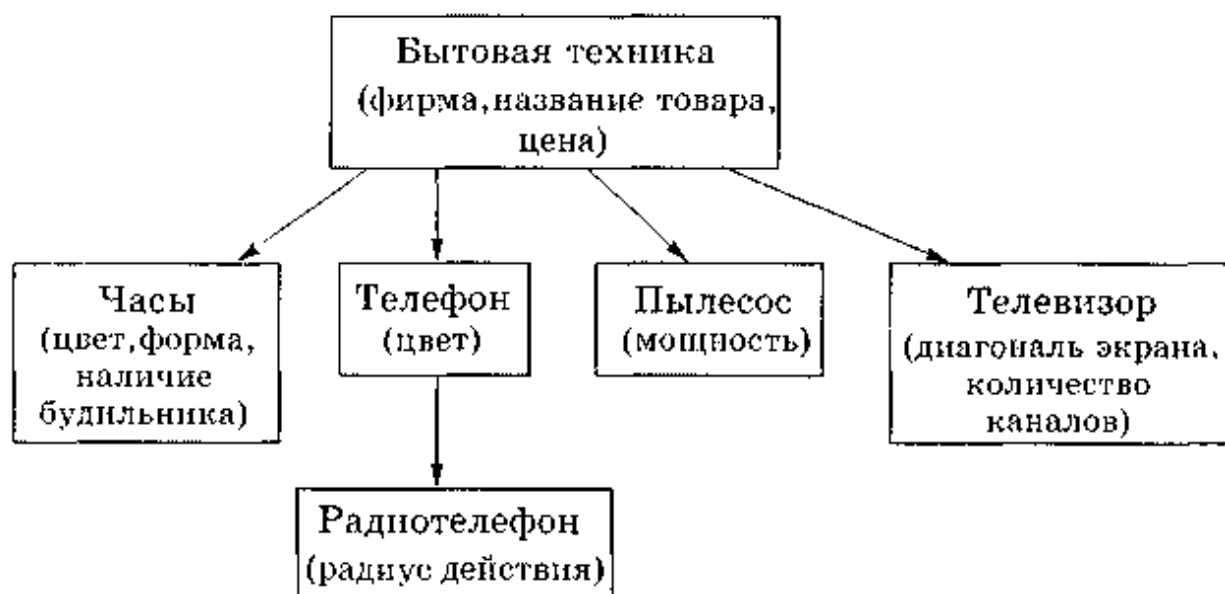 Бытовая техника
(фирма, название товара,
цена)
Часы
(цвет, форма,
наличие
будильника)
Телефон
(цвет)
Пылесос
(мощность)
Телевизор
(диагональ экрана,
количество
каналов)
Радиотелефон
(радиус действия)